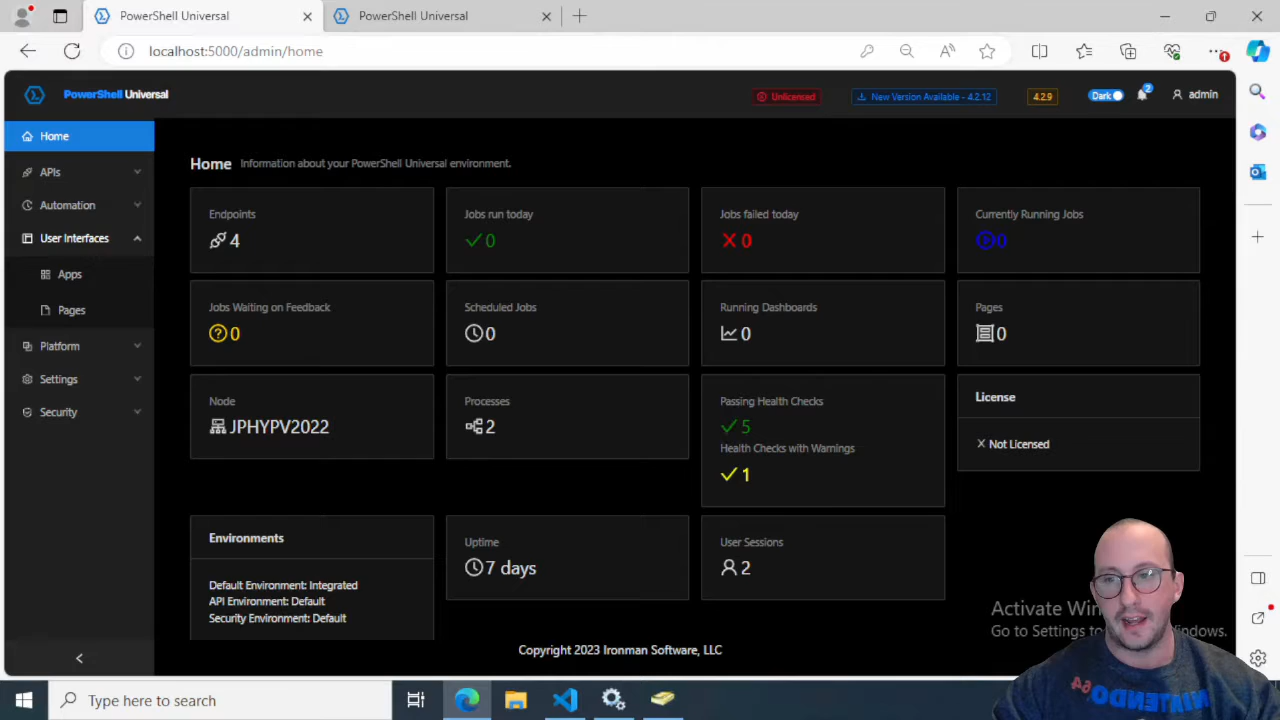 PowerShell Universal
PowerShell Universal
localhost:5000/admin/home
PowerShell Universal
Unlicensed
New Version Available - 4.2.12
4.2.9
Dark
2
admin
Home
APIs
Automation
User Interfaces
Apps
Pages
Platform
Settings
Security
Home Information about your PowerShell Universal environment.
Endpoints
4
Jobs run today
0
Jobs failed today
0
Currently Running Jobs
0
Jobs Waiting on Feedback
0
Scheduled Jobs
0
Running Dashboards
0
Pages
0
Node
JPHYPV2022
Processes
2
Passing Health Checks
5
Health Checks with Warnings
1
License
Not Licensed
Environments
Default Environment: Integrated
API Environment: Default
Security Environment: Default
Uptime
7 days
User Sessions
2
Copyright 2023 Ironman Software, LLC
Activate Win
Go to Settings to
ndows.
NINTENDO64
Type here to search